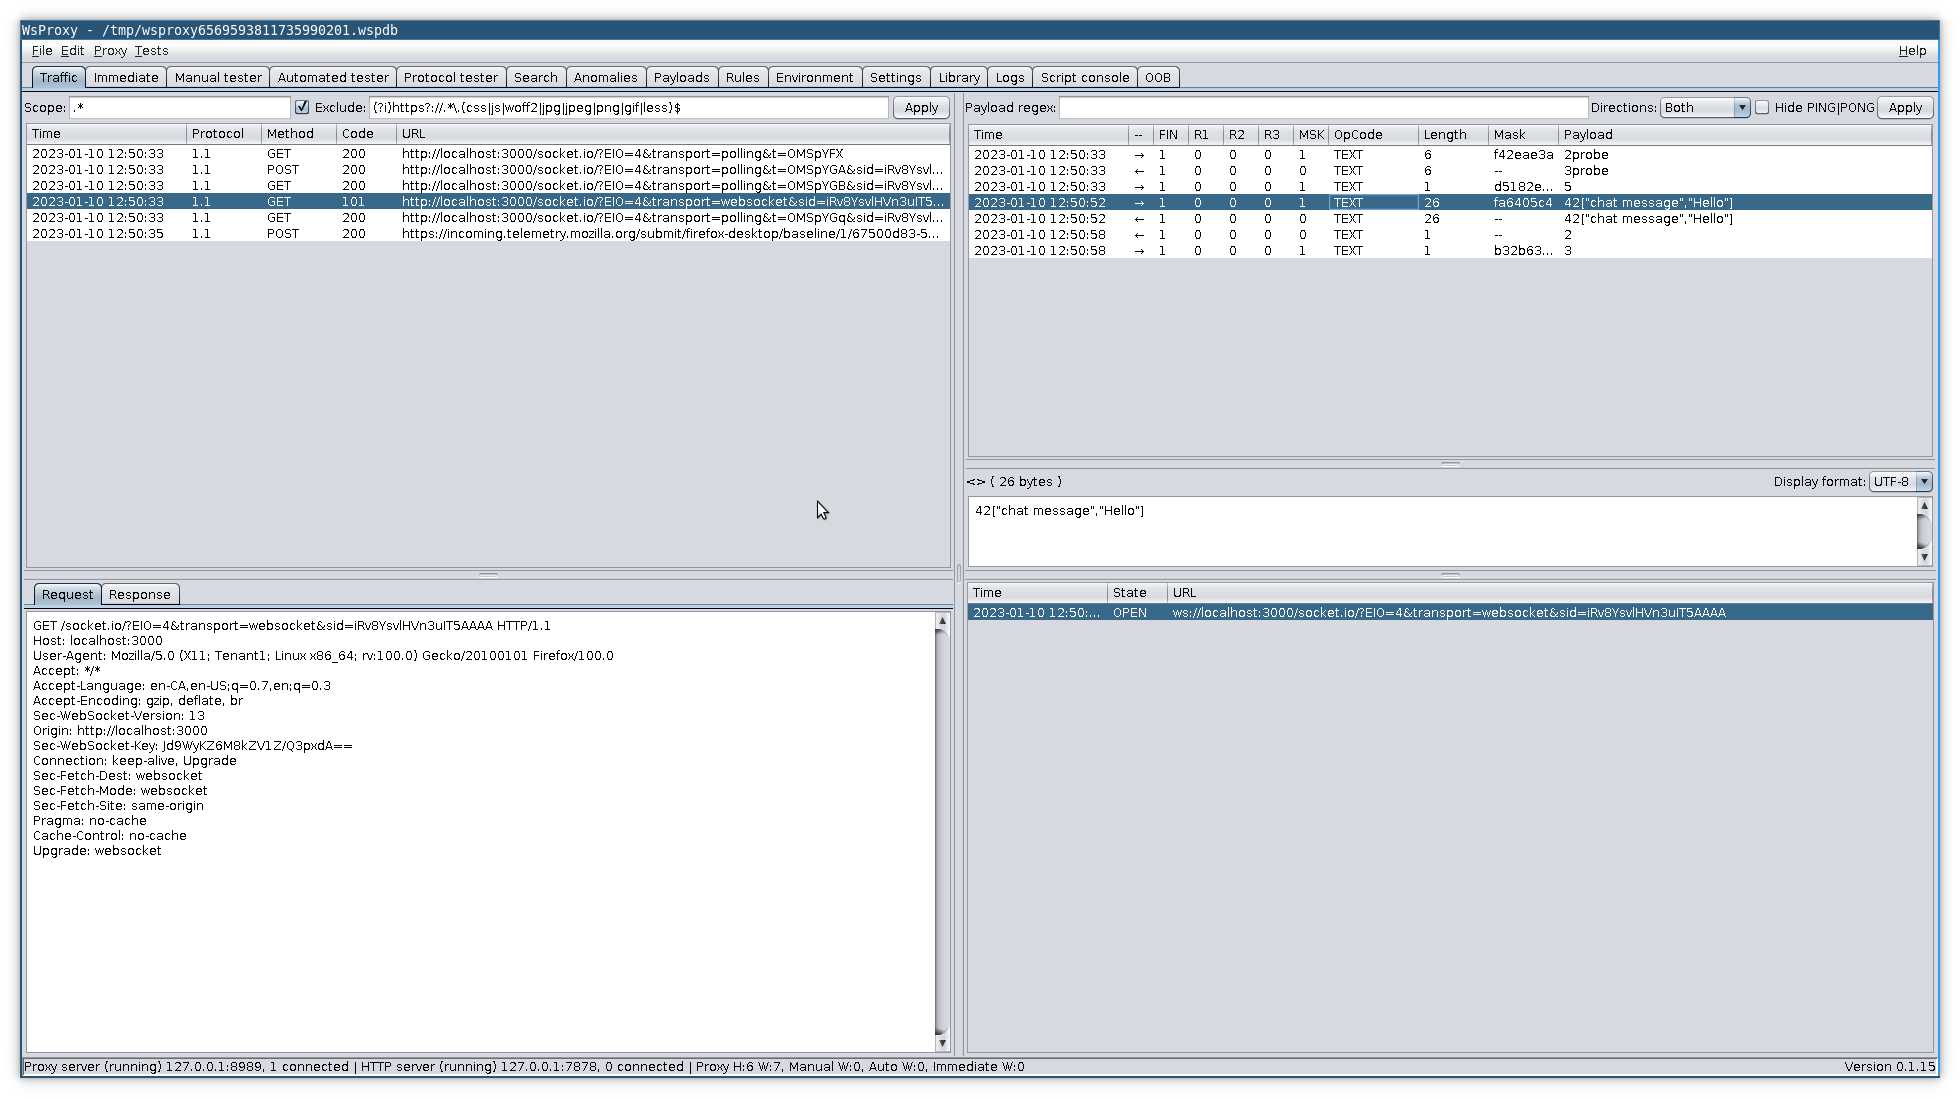 WsProxy - /tmp/wsproxy6569593811735990201.wspdb
File Edit Proxy Tests Help
Traffic Immediate Manual tester Automated tester Protocol tester Search Anomalies Payloads Rules Environment Settings Library Logs Script console OOB
Scope: .* Exclude: (?i)https?://.*\.(css|js|woff2|jpg|jpeg|png|gif|less)$ Apply
Time Protocol Method Code URL
2023-01-10 12:50:33 1.1 GET 200 http://localhost:3000/socket.io/?EIO=4&transport=polling&t=OMSpYFX
2023-01-10 12:50:33 1.1 POST 200 http://localhost:3000/socket.io/?EIO=4&transport=polling&t=OMSpYGA&sid=iRv8Ysvl...
2023-01-10 12:50:33 1.1 GET 200 http://localhost:3000/socket.io/?EIO=4&transport=polling&t=OMSpYGB&sid=iRv8Ysvl...
2023-01-10 12:50:33 1.1 GET 101 http://localhost:3000/socket.io/?EIO=4&transport=websocket&sid=iRv8YsvlHVn3uIT5...
2023-01-10 12:50:33 1.1 GET 200 http://localhost:3000/socket.io/?EIO=4&transport=polling&t=OMSpYGq&sid=iRv8Ysvl...
2023-01-10 12:50:35 1.1 POST 200 https://incoming.telemetry.mozilla.org/submit/firefox-desktop/baseline/1/67500d83-5...
Request Response
GET /socket.io/?EIO=4&transport=websocket&sid=iRv8YsvlHVn3uIT5AAAA HTTP/1.1
Host: localhost:3000
User-Agent: Mozilla/5.0 (X11; Tenant1; Linux x86_64; rv:100.0) Gecko/20100101 Firefox/100.0
Accept: */*
Accept-Language: en-CA,en-US;q=0.7,en;q=0.3
Accept-Encoding: gzip, deflate, br
Sec-WebSocket-Version: 13
Origin: http://localhost:3000
Sec-WebSocket-Key: Jd9WyKZ6M8kZV1Z/Q3pxdA==
Connection: keep-alive, Upgrade
Sec-Fetch-Dest: websocket
Sec-Fetch-Mode: websocket
Sec-Fetch-Site: same-origin
Pragma: no-cache
Cache-Control: no-cache
Upgrade: websocket
Payload regex: Directions: Both Hide PING|PONG Apply
Time -- FIN R1 R2 R3 MSK OpCode Length Mask Payload
2023-01-10 12:50:33 → 1 0 0 0 1 TEXT 6 f42eae3a 2probe
2023-01-10 12:50:33 ← 1 0 0 0 0 TEXT 6 -- 3probe
2023-01-10 12:50:33 → 1 0 0 0 1 TEXT 1 d5182e... 5
2023-01-10 12:50:52 → 1 0 0 0 1 TEXT 26 fa6405c4 42["chat message","Hello"]
2023-01-10 12:50:52 ← 1 0 0 0 0 TEXT 26 -- 42["chat message","Hello"]
2023-01-10 12:50:58 ← 1 0 0 0 0 TEXT 1 -- 2
2023-01-10 12:50:58 → 1 0 0 0 1 TEXT 1 b32b63... 3
<> ( 26 bytes ) Display format: UTF-8
42["chat message","Hello"]
Time State URL
2023-01-10 12:50:... OPEN ws://localhost:3000/socket.io/?EIO=4&transport=websocket&sid=iRv8YsvlHVn3uIT5AAAA
Proxy server (running) 127.0.0.1:8989, 1 connected | HTTP server (running) 127.0.0.1:7878, 0 connected | Proxy H:6 W:7, Manual W:0, Auto W:0, Immediate W:0 Version 0.1.15